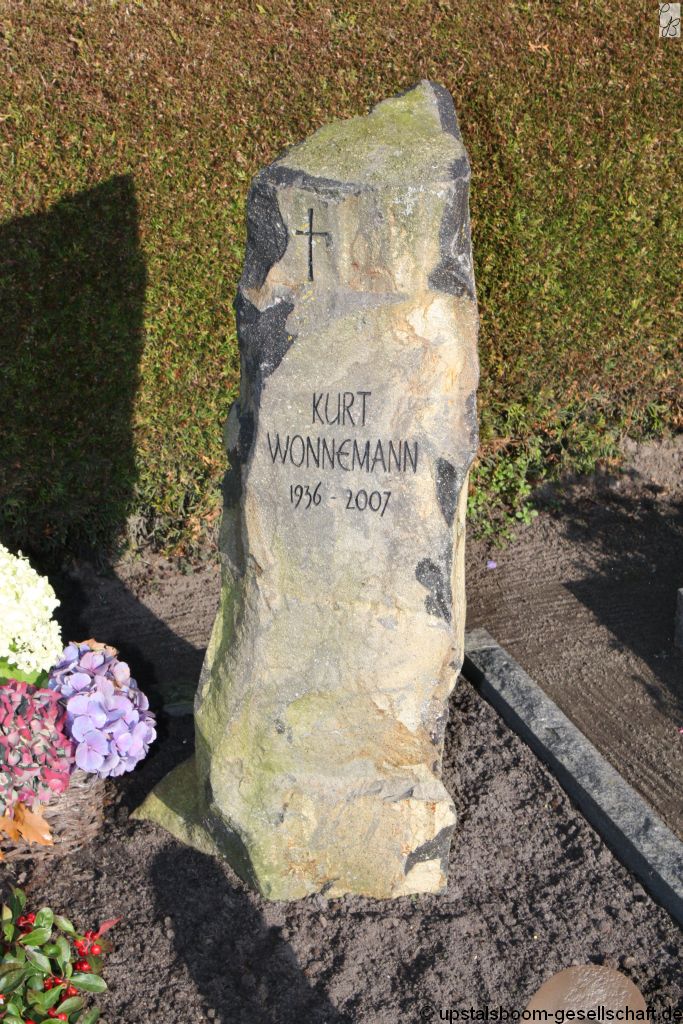 KURT
WONNEMANN
1936 - 2007
© upstalsboom-gesellschaft.de